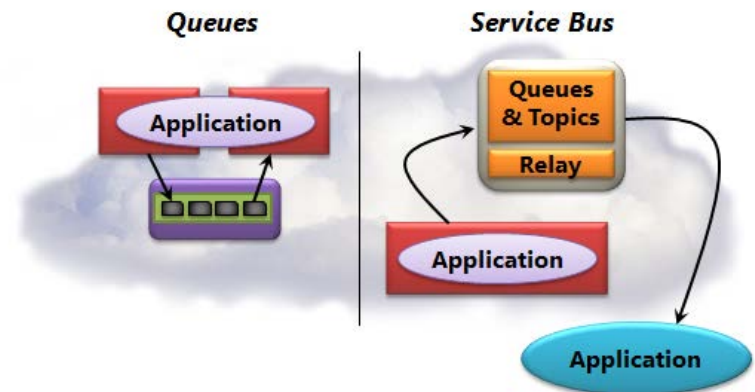 Queues
Application
Service Bus
Queues
& Topics
Relay
Application
Application